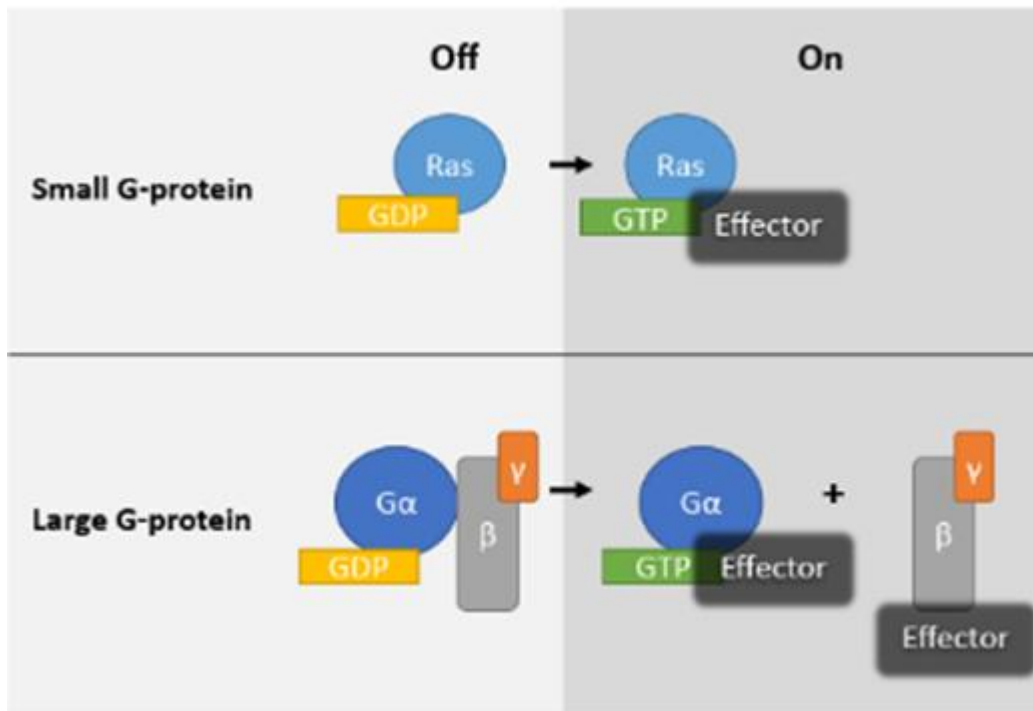 Off
On
Small G-protein
Ras
GDP
Ras
GTP
Effector
Large G-protein
Gα
β
γ
GDP
Gα
GTP
Effector
+
β
γ
Effector